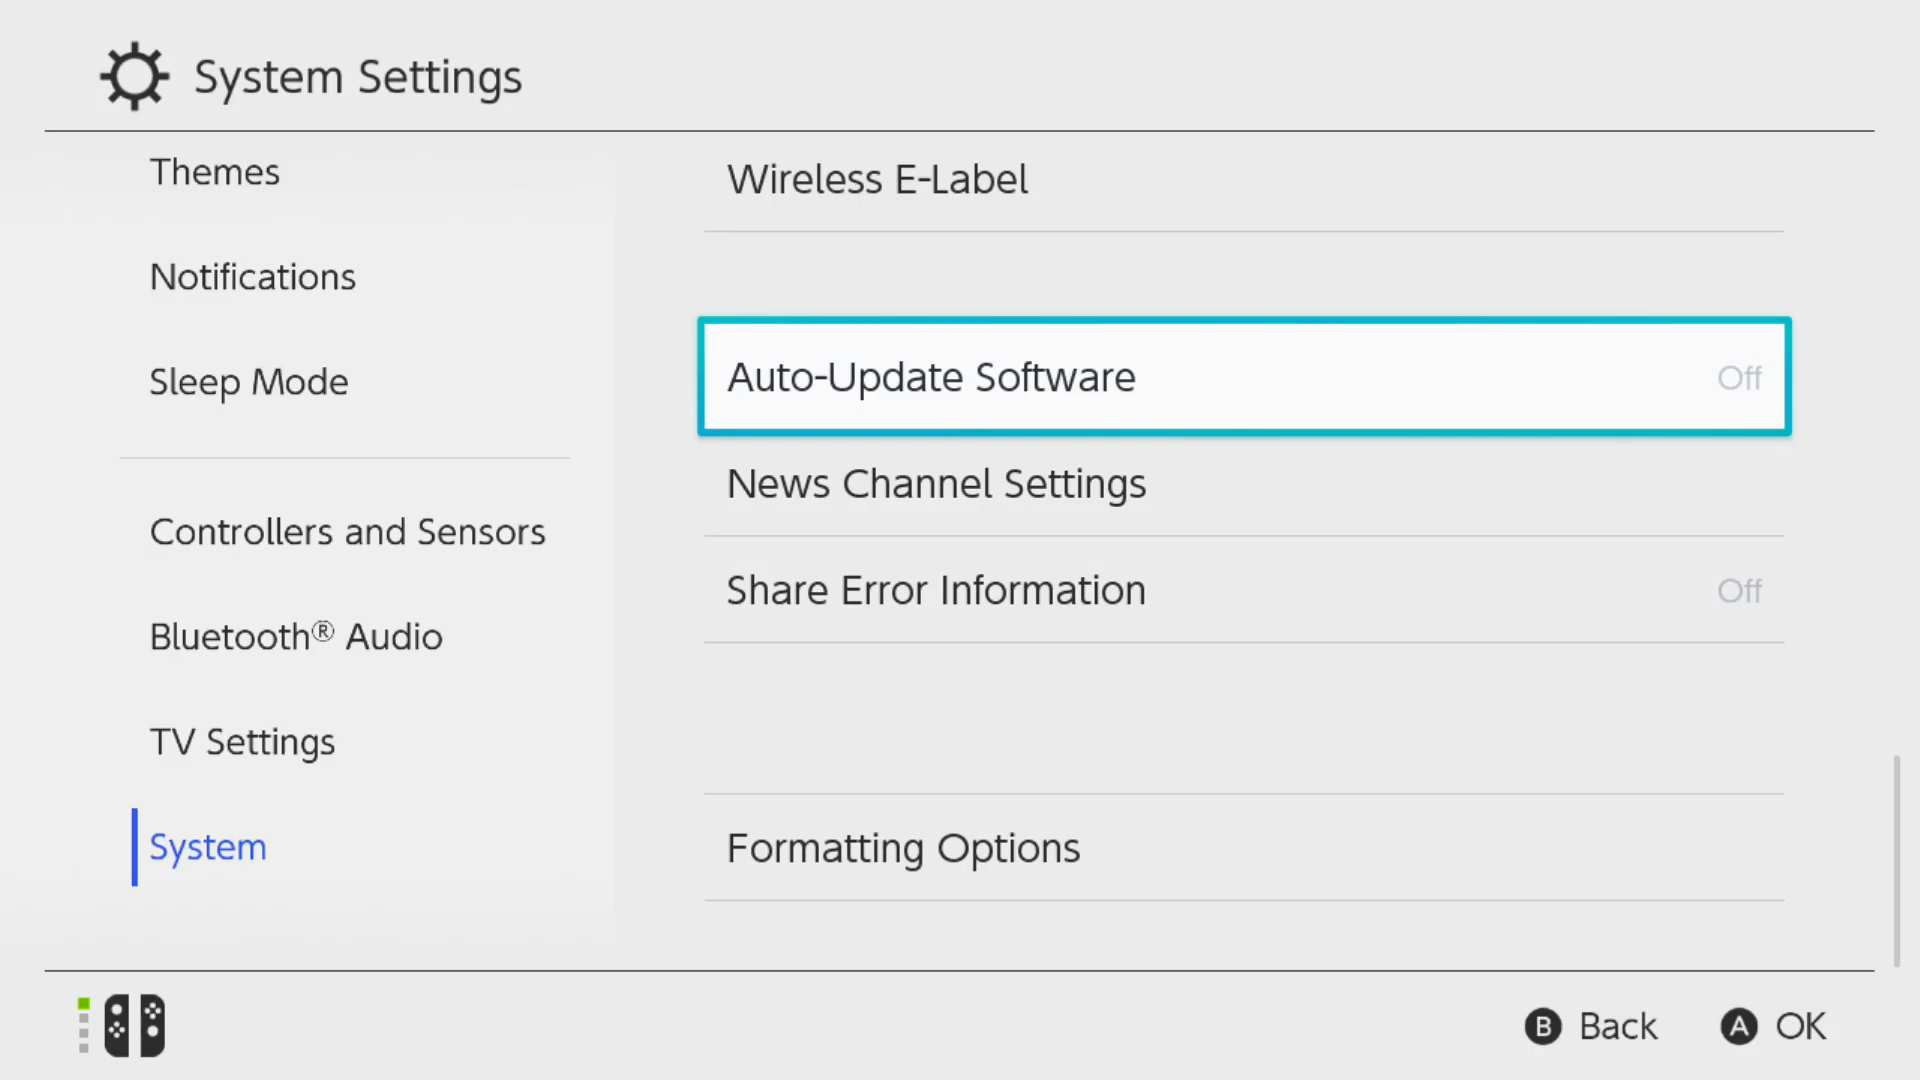 System Settings
Themes
Notifications
Sleep Mode
Controllers and Sensors
Bluetooth® Audio
TV Settings
System
Wireless E-Label
Auto-Update Software Off
News Channel Settings
Share Error Information Off
Formatting Options
B Back A OK